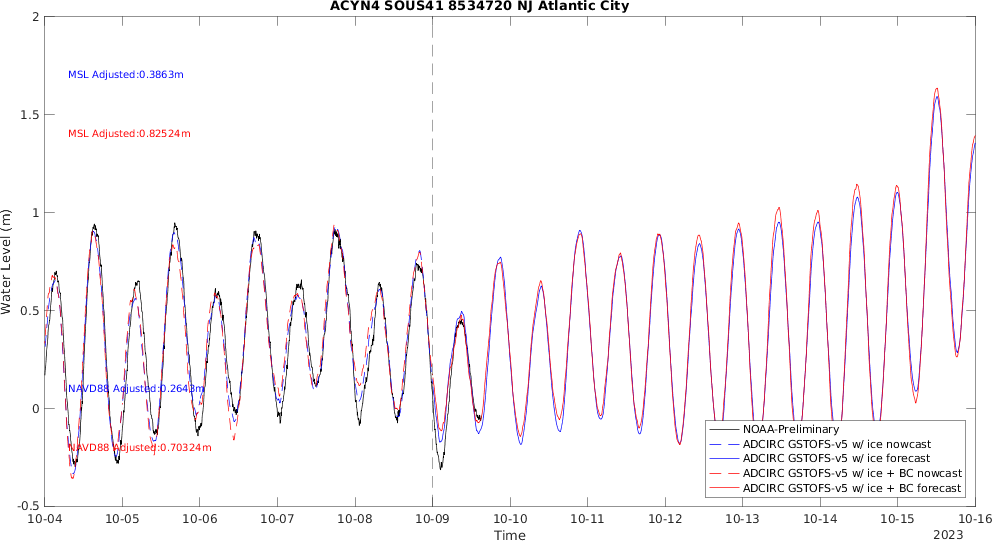 ACYN4 SOUS41 8534720 NJ Atlantic City
2
MSL Adjusted:0.3863m
1.5
MSL Adjusted:0.82524m
1
Water Level (m)
0.5
NAVD88 Adjusted:0.2643m
0
NAVD88 Adjusted:0.70324m
NOAA-Preliminary
ADCIRC GSTOFS-v5 w/ ice nowcast
ADCIRC GSTOFS-v5 w/ ice forecast
ADCIRC GSTOFS-v5 w/ ice + BC nowcast
ADCIRC GSTOFS-v5 w/ ice + BC forecast
-0.5
10-04 10-05 10-06 10-07 10-08 10-09 10-10 10-11 10-12 10-13 10-14 10-15 10-16
Time
2023